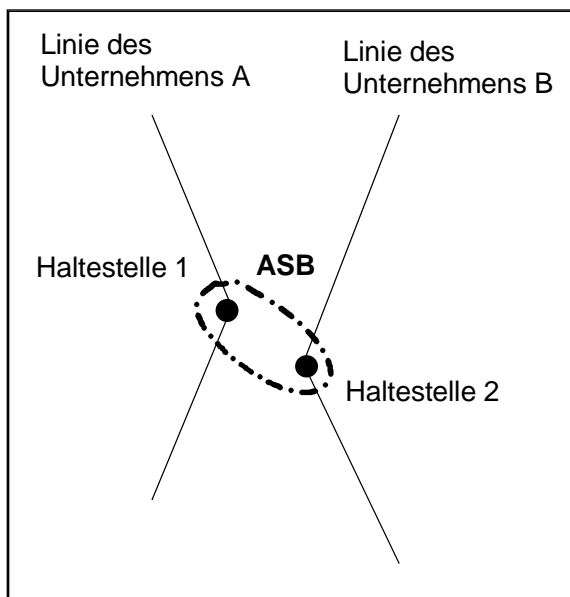 Linie des
Unternehmens A
Linie des
Unternehmens B
Haltestelle 1
ASB
Haltestelle 2